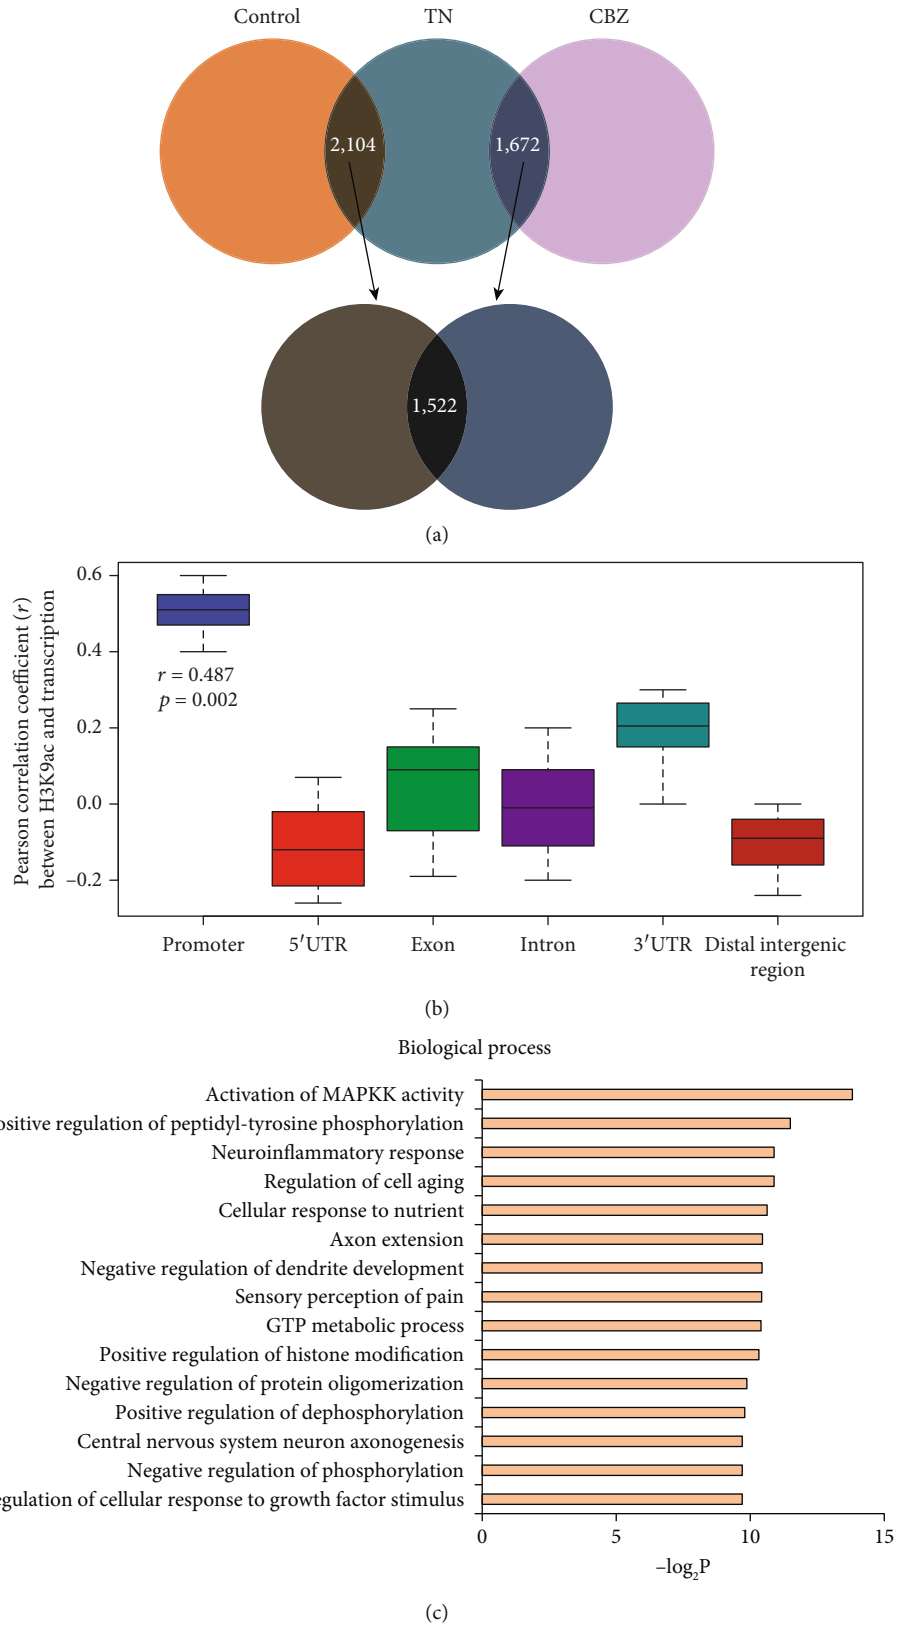 Control TN CBZ
2,104 1,672
1,522
(a)
Pearson correlation coefficient (r)
between H3K9ac and transcription
0.6
0.4
0.2
0.0
–0.2
r = 0.487
p = 0.002
Promoter 5′UTR Exon Intron 3′UTR Distal intergenic
region
(b)
Biological process
Activation of MAPKK activity
ositive regulation of peptidyl-tyrosine phosphorylation
Neuroinflammatory response
Regulation of cell aging
Cellular response to nutrient
Axon extension
Negative regulation of dendrite development
Sensory perception of pain
GTP metabolic process
Positive regulation of histone modification
Negative regulation of protein oligomerization
Positive regulation of dephosphorylation
Central nervous system neuron axonogenesis
Negative regulation of phosphorylation
egulation of cellular response to growth factor stimulus
0 5 10 15
–log₂P
(c)